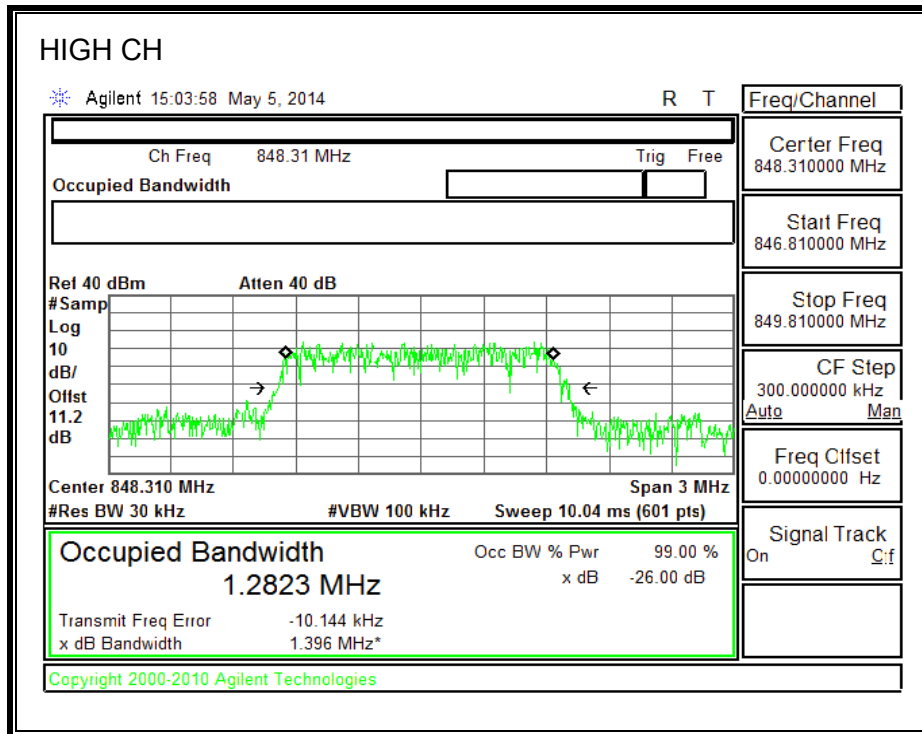 HIGH CH
Agilent 15:03:58 May 5, 2014 R T
Freq/Channel
Ch Freq 848.31 MHz Trig Free
Occupied Bandwidth
Center Freq
848.310000 MHz
Start Freq
846.810000 MHz
Stop Freq
849.810000 MHz
CF Step
300.000000 kHz
Auto Man
Freq Offset
0.00000000 Hz
Signal Track
On Off
Ref 40 dBm Atten 40 dB
#Samp
Log
10
dB/
Offst
11.2
dB
Center 848.310 MHz Span 3 MHz
#Res BW 30 kHz #VBW 100 kHz Sweep 10.04 ms (601 pts)
Occupied Bandwidth
1.2823 MHz
Occ BW % Pwr 99.00 %
x dB -26.00 dB
Transmit Freq Error -10.144 kHz
x dB Bandwidth 1.396 MHz*
Copyright 2000-2010 Agilent Technologies